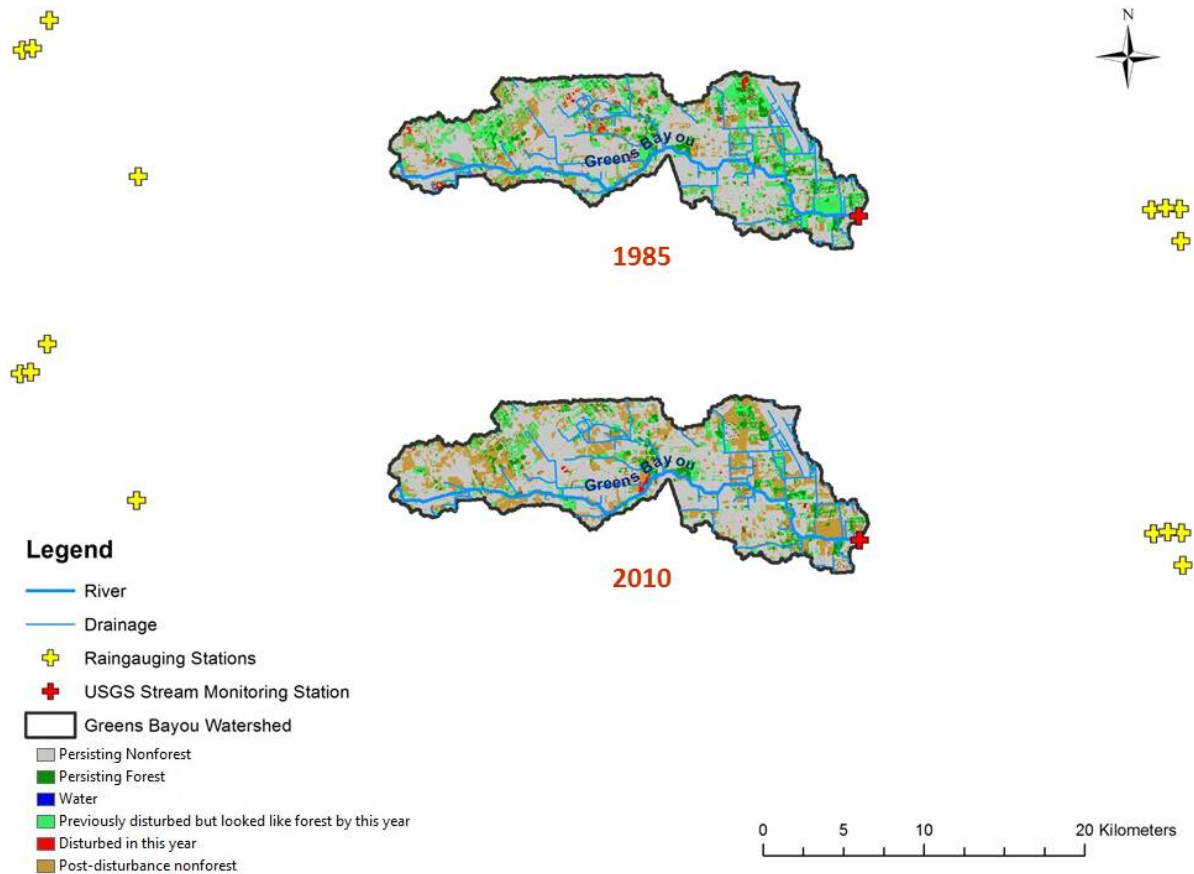 N
Greens Bayou
1985
Greens Bayou
2010
Legend
River
Drainage
Raingauging Stations
USGS Stream Monitoring Station
Greens Bayou Watershed
Persisting Nonforest
Persisting Forest
Water
Previously disturbed but looked like forest by this year
Disturbed in this year
Post-disturbance nonforest
0 5 10 20 Kilometers